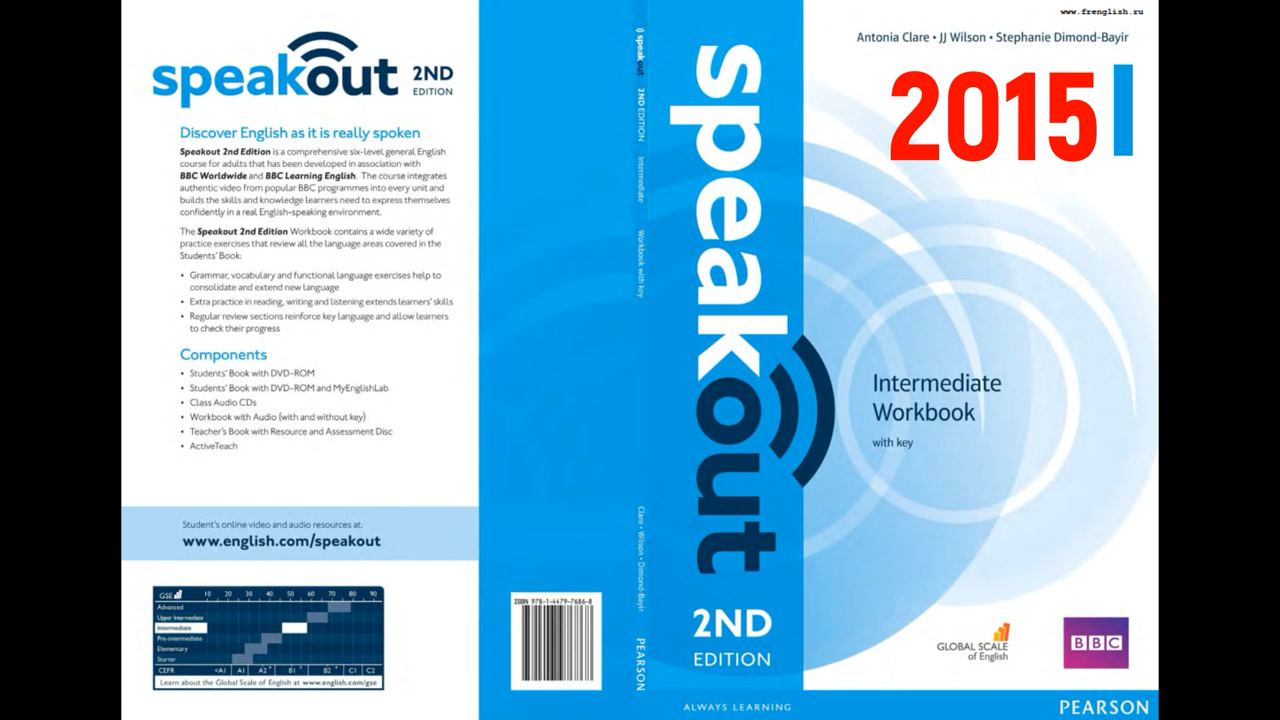 speakout 2ND
EDITION
Discover English as it is really spoken
Speakout 2nd Edition is a comprehensive six-level general English
course for adults that has been developed in association with
BBC Worldwide and BBC Learning English. The course integrates
authentic video from popular BBC programmes into every unit and
builds the skills and knowledge learners need to express themselves
confidently in a real English-speaking environment.
The Speakout 2nd Edition Workbook contains a wide variety of
practice exercises that review all the language areas covered in the
Students' Book:
• Grammar, vocabulary and functional language exercises help to
consolidate and extend new language
• Extra practice in reading, writing and listening extends learners' skills
• Regular review sections reinforce key language and allow learners
to check their progress
Components
• Students' Book with DVD-ROM
• Students' Book with DVD-ROM and MyEnglishLab
• Class Audio CDs
• Workbook with Audio (with and without key)
• Teacher's Book with Resource and Assessment Disc
• ActiveTeach
Student's online video and audio resources at:
www.english.com/speakout
GSE 10 20 30 40 50 60 70 80 90
Advanced
Upper Intermediate
Intermediate
Pre-intermediate
Elementary
Starter
CEFR <A1 A1 A2 + B1 + B2 + C1 C2
Learn about the Global Scale of English at www.english.com/gse
ISBN 978-1-4479-7686-8
speakout 2ND EDITION Intermediate Workbook with key Clare • Wilson • Dimond-Bayir PEARSON
speakout
2ND
EDITION
ALWAYS LEARNING
www.frenglish.ru
Antonia Clare • JJ Wilson • Stephanie Dimond-Bayir
2015
Intermediate
Workbook
with key
GLOBAL SCALE
of English
BBC
PEARSON